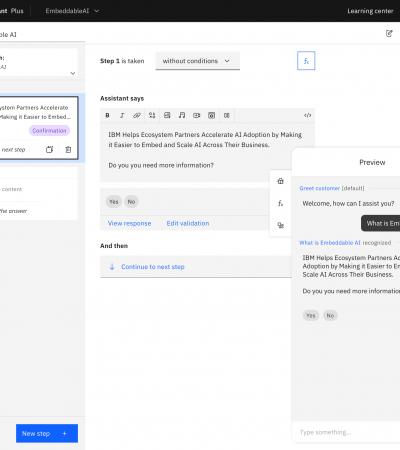 ant Plus
EmbeddableAI
Learning center
ble AI
Step 1 is taken
without conditions
fx
h:
AI
Assistant says
B I
</>
ystem Partners Accelerate
Making it Easier to Embed...
Confirmation
next step
IBM Helps Ecosystem Partners Accelerate AI Adoption by Making
it Easier to Embed and Scale AI Across Their Business.
Do you you need more information?
content
the answer
Yes No
View response Edit validation
And then
Continue to next step
fx
Preview
Greet customer [default]
Welcome, how can I assist you?
What is Em
What is Embeddable AI recognized
IBM Helps Ecosystem Partners Ac
Adoption by Making it Easier to E
Scale AI Across Their Business.
Do you you need more information
Yes No
Type something...
New step +